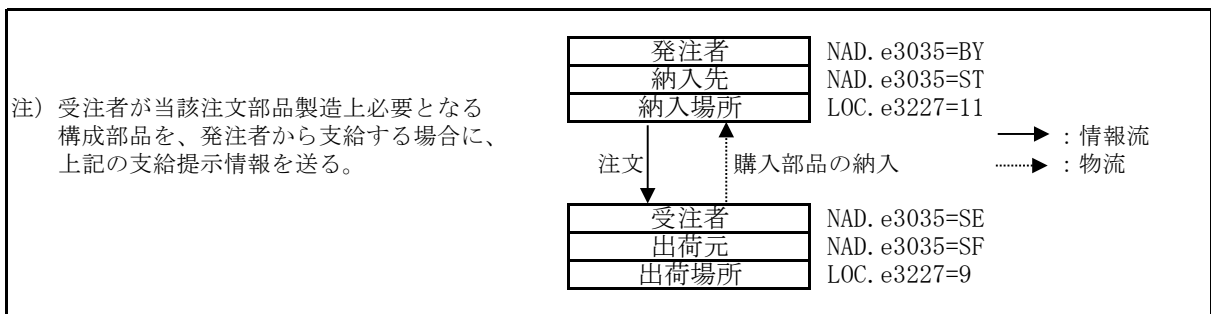 発注者 NAD.e3035=BY
納入先 NAD.e3035=ST
納入場所 LOC.e3227=11
注) 受注者が当該注文部品製造上必要となる
構成部品を、発注者から支給する場合に、
上記の支給提示情報を送る。
:情報流
注文 購入部品の納入 :物流
受注者 NAD.e3035=SE
出荷元 NAD.e3035=SF
出荷場所 LOC.e3227=9